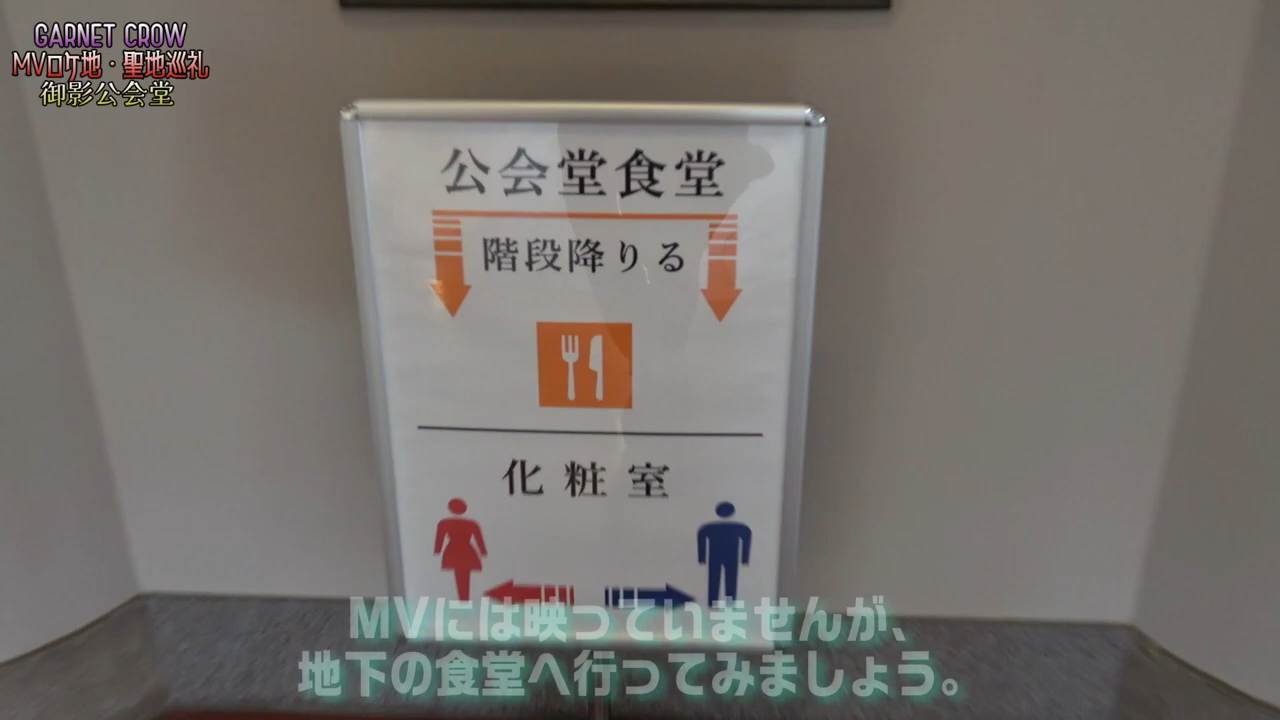 GARNET CROW
MVロケ地・聖地巡礼
御影公会堂
公会堂食堂
階段降りる
化粧室
MVには映っていませんが、
地下の食堂へ行ってみましょう。